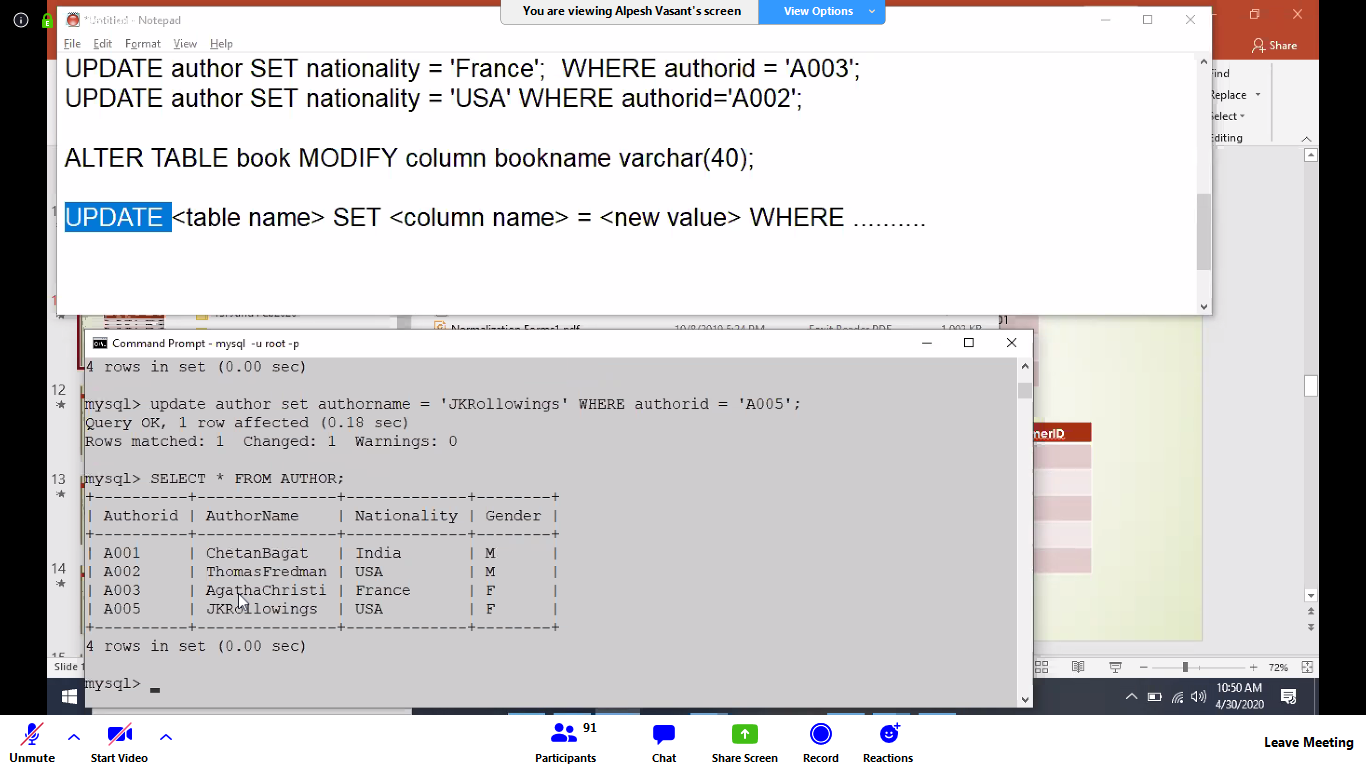 You are viewing Alpesh Vasant's screen
View Options
*Untitled - Notepad
Share
File Edit Format View Help
UPDATE author SET nationality = 'France'; WHERE authorid = 'A003';
UPDATE author SET nationality = 'USA' WHERE authorid='A002';
ALTER TABLE book MODIFY column bookname varchar(40);
UPDATE <table name> SET <column name> = <new value> WHERE ..........
Find
Replace
Select
Editing
Command Prompt - mysql -u root -p
4 rows in set (0.00 sec)
mysql> update author set authorname = 'JKRollowings' WHERE authorid = 'A005';
Query OK, 1 row affected (0.18 sec)
Rows matched: 1 Changed: 1 Warnings: 0
mysql> SELECT * FROM AUTHOR;
+----------+---------------+-------------+--------+
| Authorid | AuthorName | Nationality | Gender |
+----------+---------------+-------------+--------+
| A001 | ChetanBagat | India | M |
| A002 | ThomasFredman | USA | M |
| A003 | AgathaChristi | France | F |
| A005 | JKRollowings | USA | F |
+----------+---------------+-------------+--------+
4 rows in set (0.00 sec)
mysql>
12
13
14
merID
Slide 1
72%
10:50 AM
4/30/2020
Unmute
Start Video
Participants 91
Chat
Share Screen
Record
Reactions
Leave Meeting